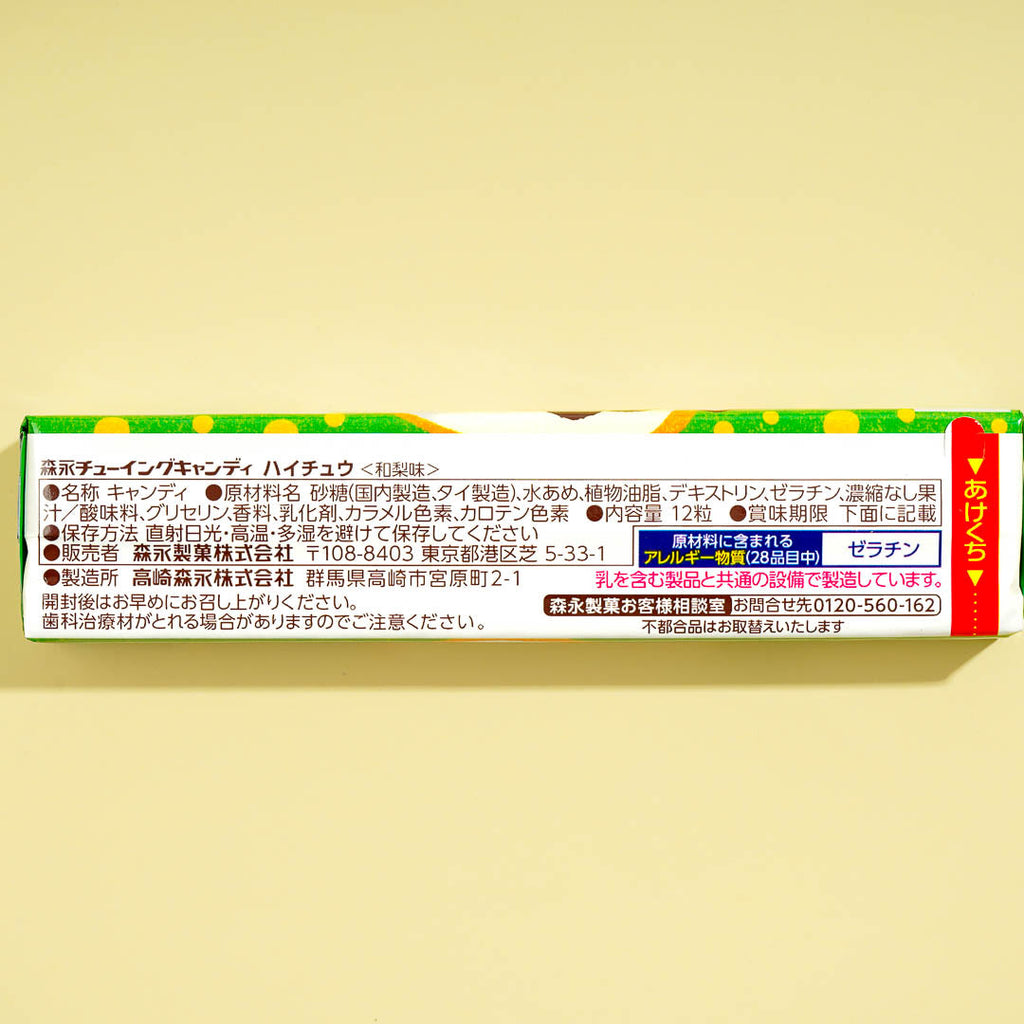 森永チューイングキャンディ ハイチュウ <和梨味>
●名称 キャンディ ●原材料名 砂糖(国内製造、タイ製造)、水あめ、植物油脂、デキストリン、ゼラチン、濃縮なし果
汁/酸味料、グリセリン、香料、乳化剤、カラメル色素、カロテン色素 ●内容量 12粒 ●賞味期限 下面に記載
●保存方法 直射日光・高温・多湿を避けて保存してください
●販売者 森永製菓株式会社 〒108-8403 東京都港区芝 5-33-1
原材料に含まれる
アレルギー物質(28品目中)
ゼラチン
●製造所 高崎森永株式会社 群馬県高崎市宮原町2-1
乳を含む製品と共通の設備で製造しています。
開封後はお早めにお召し上がりください。
歯科治療材がとれる場合がありますのでご注意ください。
森永製菓お客様相談室 お問合せ先0120-560-162
不都合品はお取替えいたします
▼あけくち▼